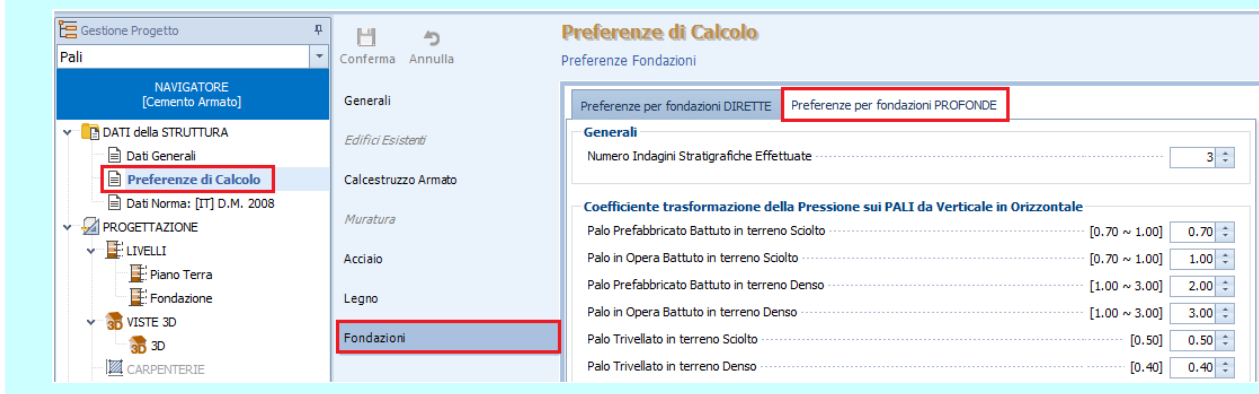 Gestione Progetto
Pali
NAVIGATORE
[Cemento Armato]
DATI della STRUTTURA
Dati Generali
Preferenze di Calcolo
Dati Norma: [IT] D.M. 2008
PROGETTAZIONE
LIVELLI
Piano Terra
Fondazione
VISTE 3D
3D
CARPENTERIE
Conferma Annulla
Generali
Edifici Esistenti
Calcestruzzo Armato
Muratura
Acciaio
Legno
Fondazioni
Preferenze di Calcolo
Preferenze Fondazioni
Preferenze per fondazioni DIRETTE Preferenze per fondazioni PROFONDE
Generali
Numero Indagini Stratigrafiche Effettuate 3
Coefficiente trasformazione della Pressione sui PALI da Verticale in Orizzontale
Palo Prefabbricato Battuto in terreno Sciolto [0.70 ~ 1.00] 0.70
Palo in Opera Battuto in terreno Sciolto [0.70 ~ 1.00] 1.00
Palo Prefabbricato Battuto in terreno Denso [1.00 ~ 3.00] 2.00
Palo in Opera Battuto in terreno Denso [1.00 ~ 3.00] 3.00
Palo Trivellato in terreno Sciolto [0.50] 0.50
Palo Trivellato in terreno Denso [0.40] 0.40